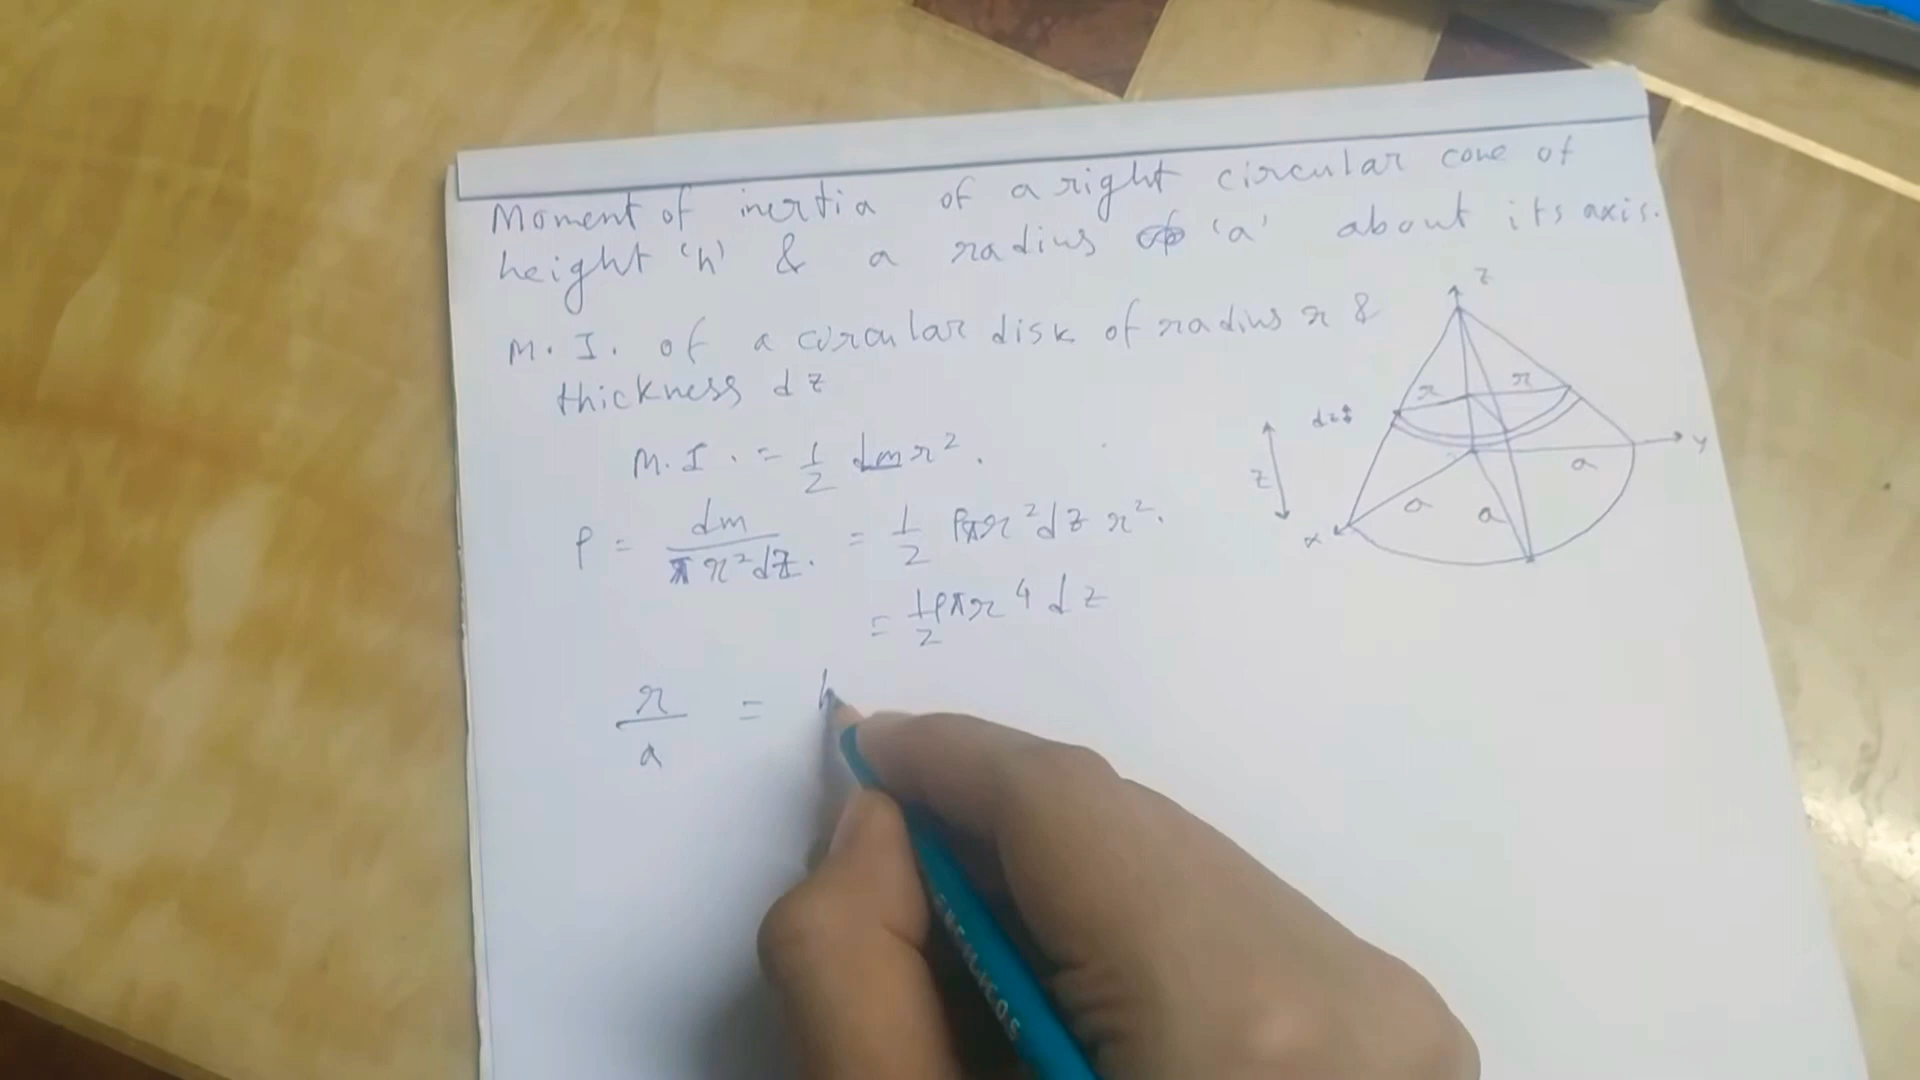 Moment of inertia of a right circular cone of
height 'h' & a radius 'a' about its axis.
M. I. of a circular disk of radius r &
thickness dz
M. I. = 1/2 dm r².
ρ = dm/πr²dz. = 1/2 ρπr²dz r².
= 1/2 ρπr⁴ dz
r/a = h
z
r r
dz
z
y
a
a a
x